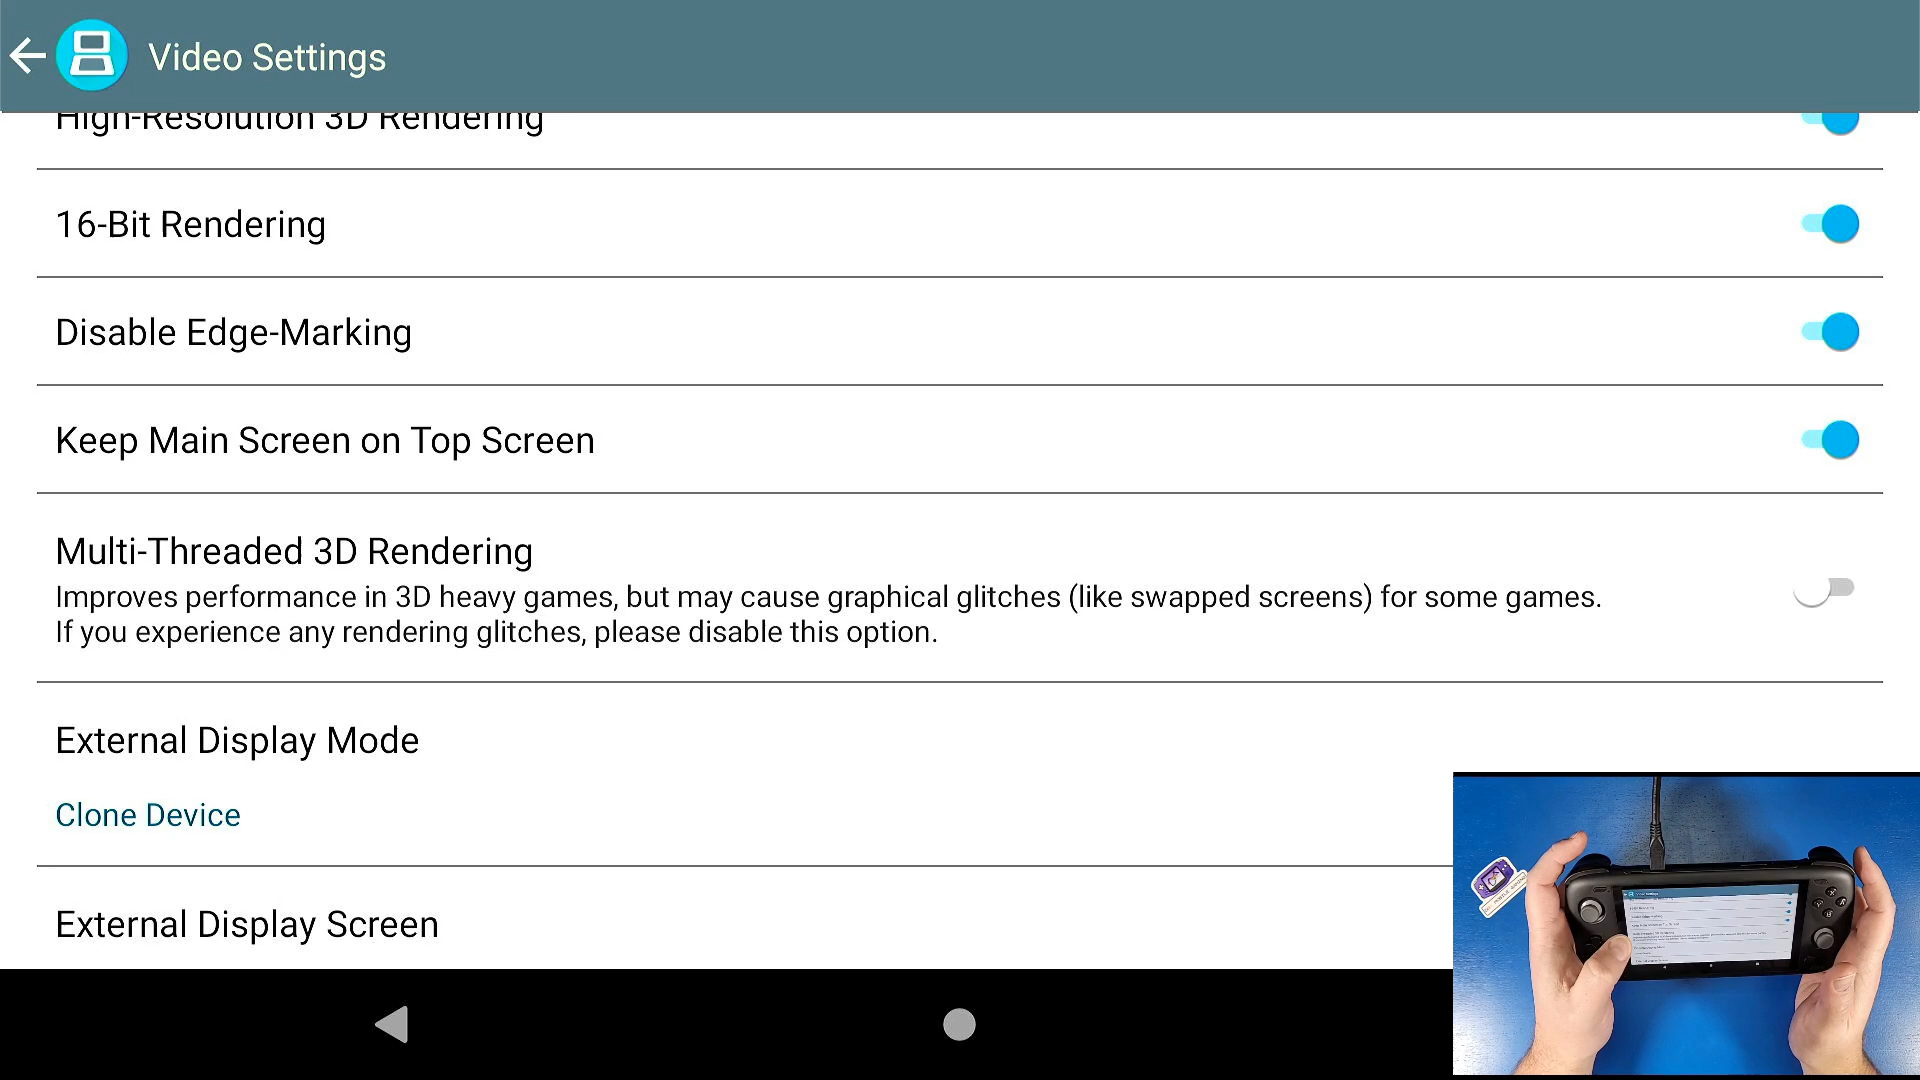 Video Settings
High-Resolution 3D Rendering
16-Bit Rendering
Disable Edge-Marking
Keep Main Screen on Top Screen
Multi-Threaded 3D Rendering
Improves performance in 3D heavy games, but may cause graphical glitches (like swapped screens) for some games.
If you experience any rendering glitches, please disable this option.
External Display Mode
Clone Device
External Display Screen